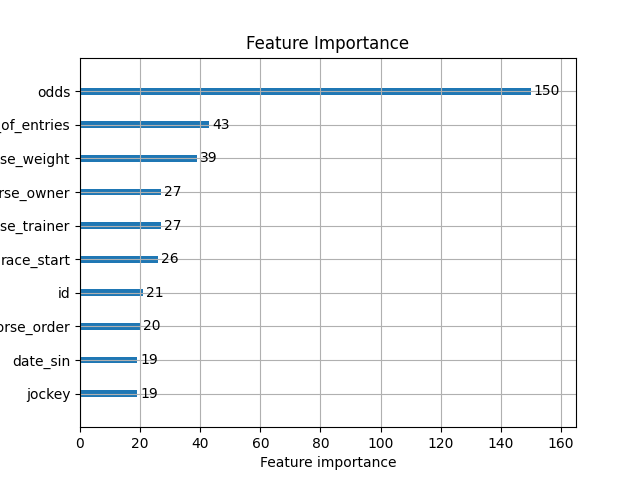 Feature Importance
odds
150
_of_entries
43
se_weight
39
rse_owner
27
se_trainer
27
race_start
26
id
21
orse_order
20
date_sin
19
jockey
19
0 20 40 60 80 100 120 140 160
Feature importance